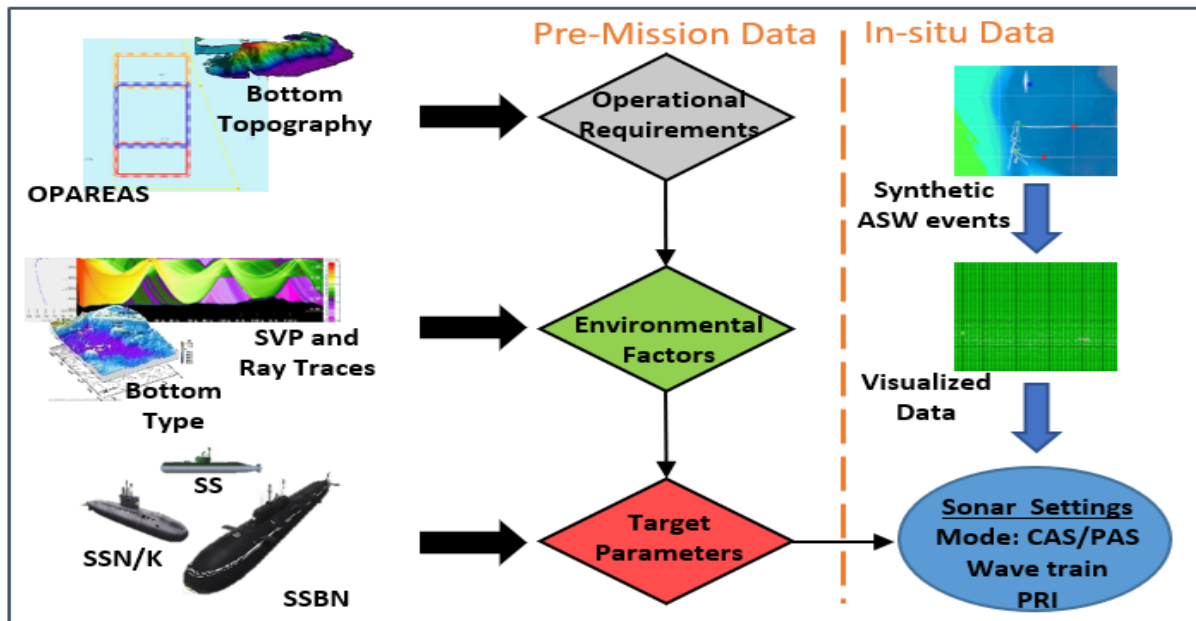 Pre-Mission Data
In-situ Data
Bottom
Topography
OPAREAS
Operational
Requirements
Synthetic
ASW events
SVP and
Ray Traces
Bottom
Type
Environmental
Factors
Visualized
Data
SS
SSN/K
SSBN
Target
Parameters
Sonar Settings
Mode: CAS/PAS
Wave train
PRI